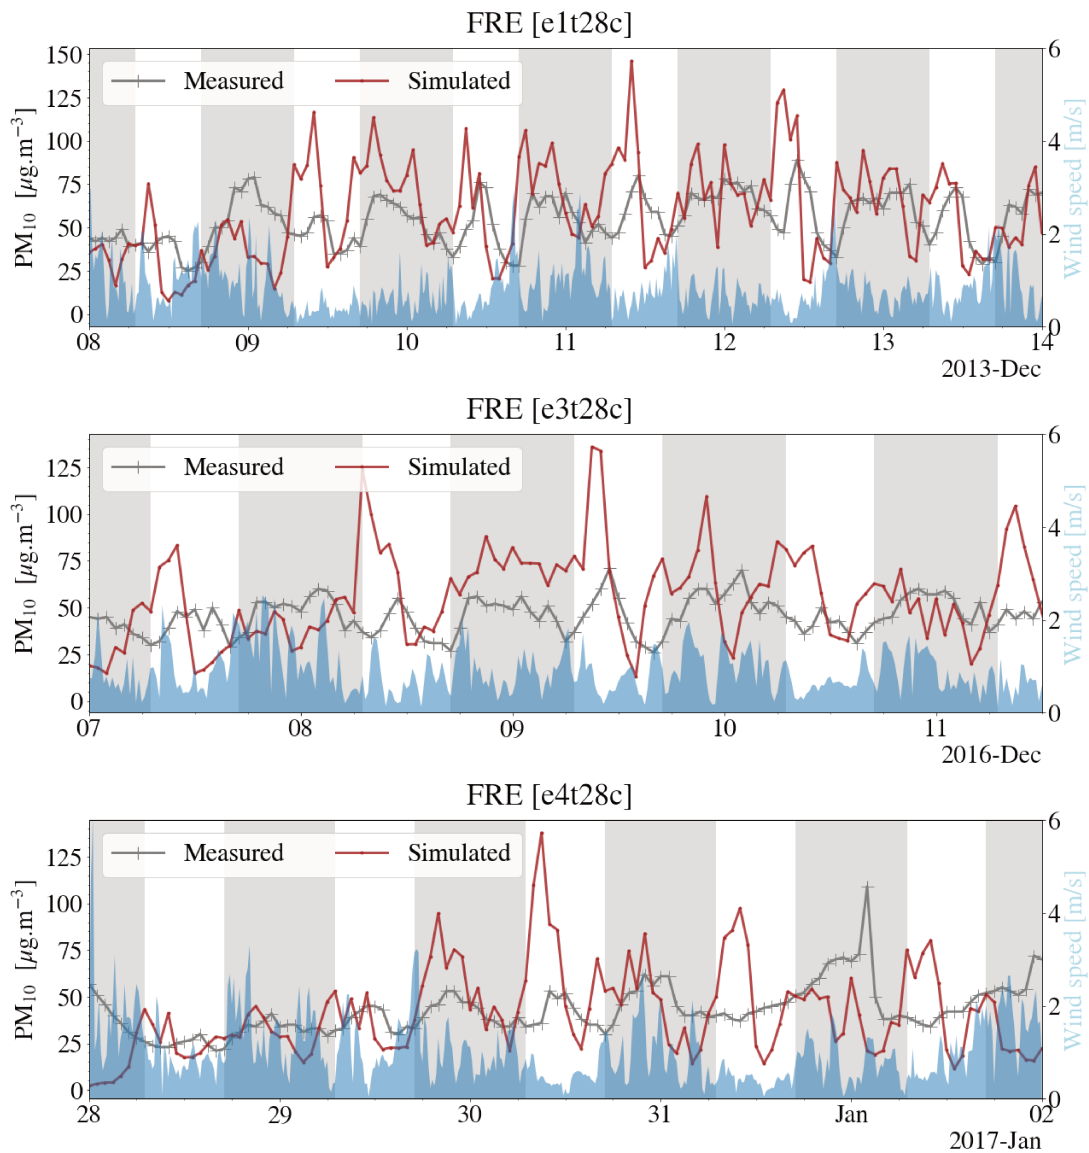 FRE [e1t28c]
Measured
Simulated
PM₁₀ [μg.m⁻³]
150
125
100
75
50
25
0
6
4
2
0
Wind speed [m/s]
08 09 10 11 12 13 14
2013-Dec
FRE [e3t28c]
Measured
Simulated
PM₁₀ [μg.m⁻³]
125
100
75
50
25
0
6
4
2
0
Wind speed [m/s]
07 08 09 10 11
2016-Dec
FRE [e4t28c]
Measured
Simulated
PM₁₀ [μg.m⁻³]
125
100
75
50
25
0
6
4
2
0
Wind speed [m/s]
28 29 30 31 Jan 02
2017-Jan